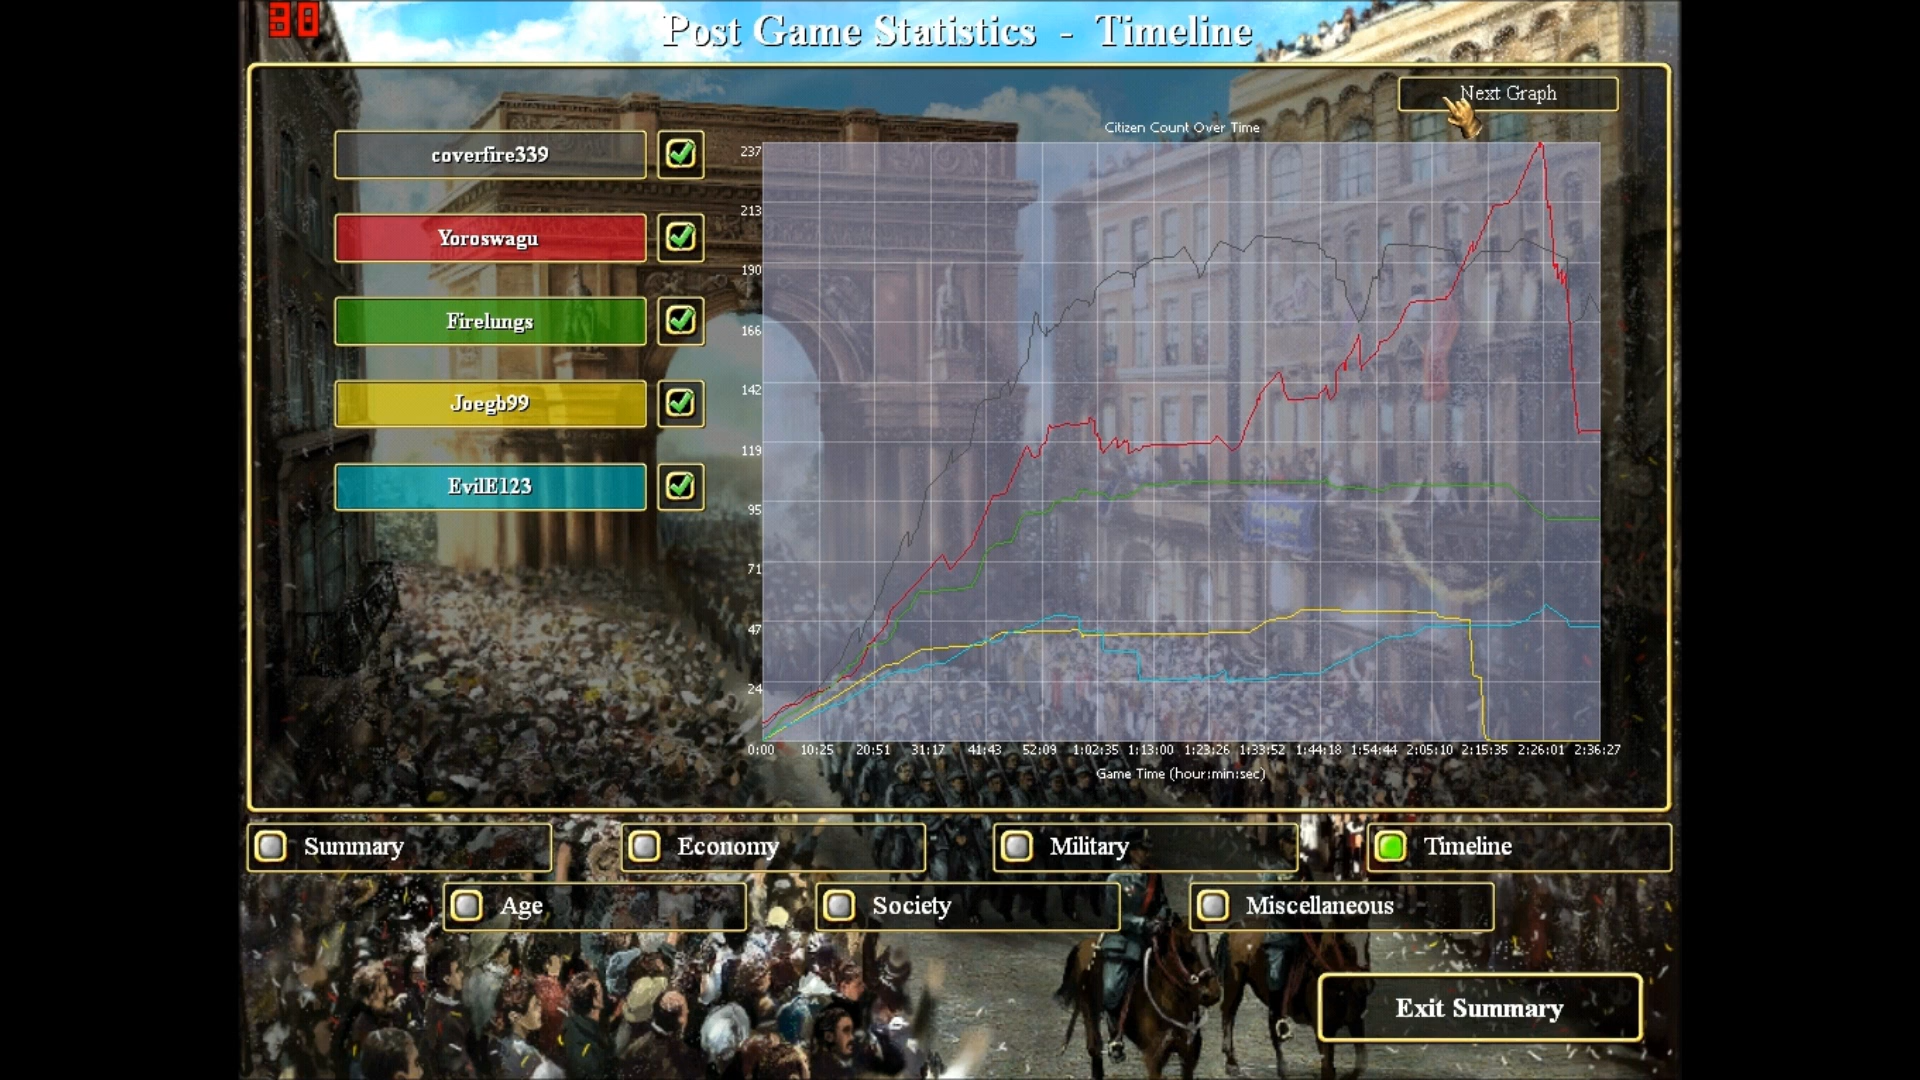 30
Post Game Statistics - Timeline
Next Graph
Citizen Count Over Time
coverfire339
Yoroswagu
Firelungs
Joegb99
EvilE123
237
213
190
166
142
119
95
71
47
24
0:00 10:25 20:51 31:17 41:43 52:09 1:02:35 1:13:00 1:23:26 1:33:52 1:44:18 1:54:44 2:05:10 2:15:35 2:26:01 2:36:27
Game Time (hour:min:sec)
Summary
Economy
Military
Timeline
Age
Society
Miscellaneous
Exit Summary